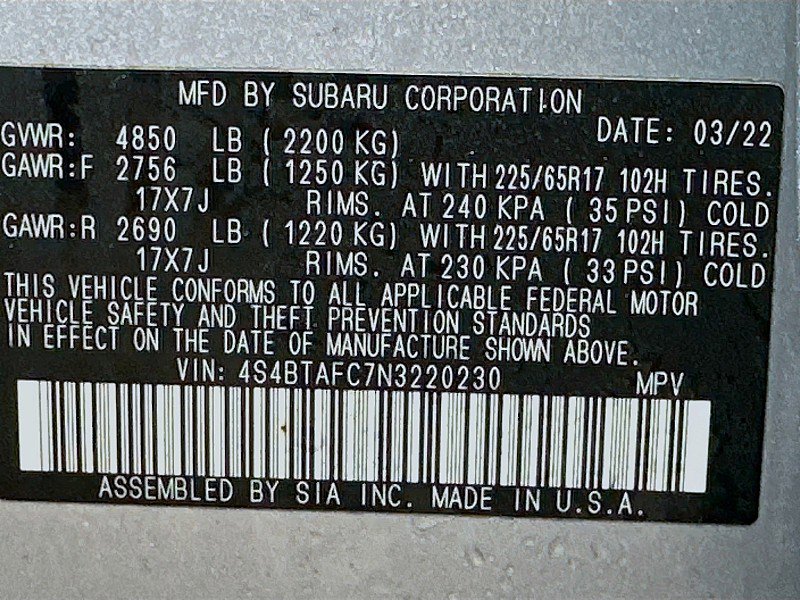 MFD BY SUBARU CORPORATION
DATE: 03/22
GVWR: 4850 LB (2200 KG)
GAWR:F 2756 LB (1250 KG) WITH 225/65R17 102H TIRES.
17X7J RIMS. AT 240 KPA (35 PSI) COLD
GAWR:R 2690 LB (1220 KG) WITH 225/65R17 102H TIRES.
17X7J RIMS. AT 230 KPA (33 PSI) COLD
THIS VEHICLE CONFORMS TO ALL APPLICABLE FEDERAL MOTOR
VEHICLE SAFETY AND THEFT PREVENTION STANDARDS
IN EFFECT ON THE DATE OF MANUFACTURE SHOWN ABOVE.
VIN: 4S4BTAFC7N3220230 MPV
ASSEMBLED BY SIA INC. MADE IN U.S.A.